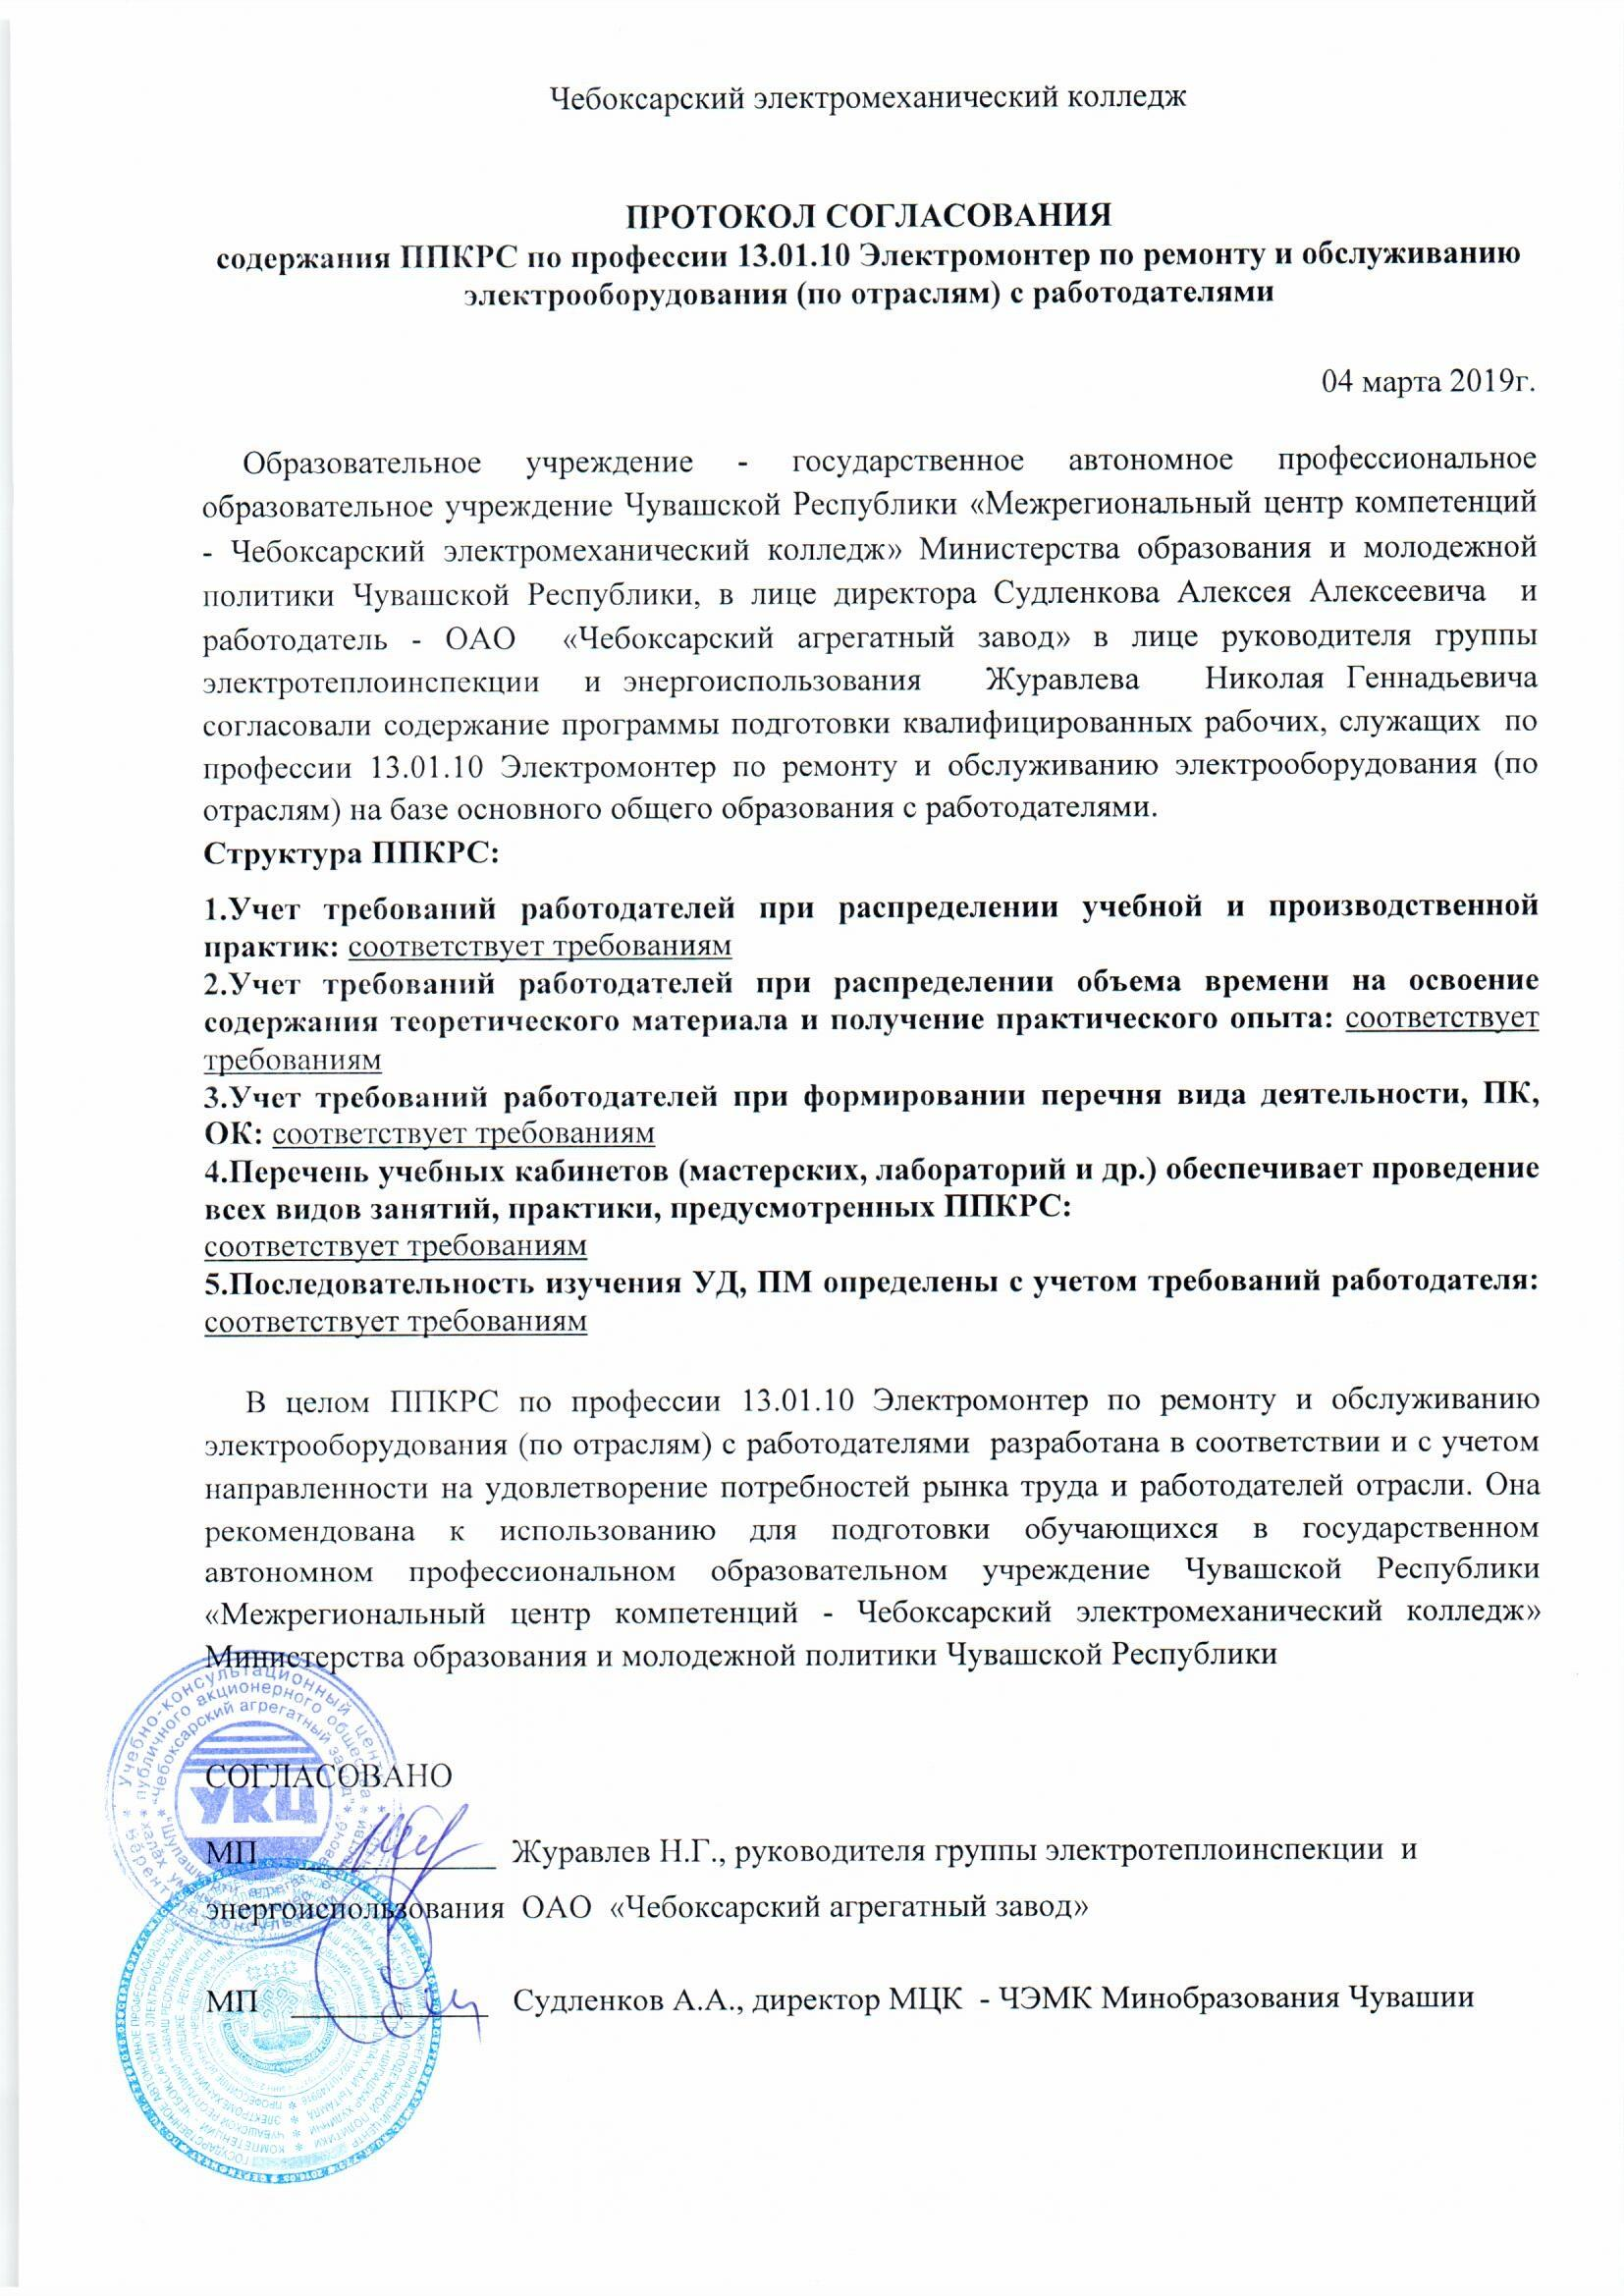 Чебоксарский электромеханический колледж
ПРОТОКОЛ СОГЛАСОВАНИЯ
содержания ППКРС по профессии 13.01.10 Электромонтер по ремонту и обслуживанию
электрооборудования (по отраслям) с работодателями
04 марта 2019г.
Образовательное учреждение - государственное автономное профессиональное
образовательное учреждение Чувашской Республики «Межрегиональный центр компетенций
- Чебоксарский электромеханический колледж» Министерства образования и молодежной
политики Чувашской Республики, в лице директора Судленкова Алексея Алексеевича и
работодатель - ОАО «Чебоксарский агрегатный завод» в лице руководителя группы
электротеплоинспекции и энергоиспользования Журавлева Николая Геннадьевича
согласовали содержание программы подготовки квалифицированных рабочих, служащих по
профессии 13.01.10 Электромонтер по ремонту и обслуживанию электрооборудования (по
отраслям) на базе основного общего образования с работодателями.
Структура ППКРС:
1.Учет требований работодателей при распределении учебной и производственной
практик: соответствует требованиям
2.Учет требований работодателей при распределении объема времени на освоение
содержания теоретического материала и получение практического опыта: соответствует
требованиям
3.Учет требований работодателей при формировании перечня вида деятельности, ПК,
ОК: соответствует требованиям
4.Перечень учебных кабинетов (мастерских, лабораторий и др.) обеспечивает проведение
всех видов занятий, практики, предусмотренных ППКРС:
соответствует требованиям
5.Последовательность изучения УД, ПМ определены с учетом требований работодателя:
соответствует требованиям
В целом ППКРС по профессии 13.01.10 Электромонтер по ремонту и обслуживанию
электрооборудования (по отраслям) с работодателями разработана в соответствии и с учетом
направленности на удовлетворение потребностей рынка труда и работодателей отрасли. Она
рекомендована к использованию для подготовки обучающихся в государственном
автономном профессиональном образовательном учреждение Чувашской Республики
«Межрегиональный центр компетенций - Чебоксарский электромеханический колледж»
Министерства образования и молодежной политики Чувашской Республики
Учебно-консультационный центр
публичного акционерного общества
"Чебоксарский агрегатный завод"
УКЦ
СОГЛАСОВАНО
МП ____________ Журавлев Н.Г., руководителя группы электротеплоинспекции и
энергоиспользования ОАО «Чебоксарский агрегатный завод»
МП ____________ Судленков А.А., директор МЦК - ЧЭМК Минобразования Чувашии